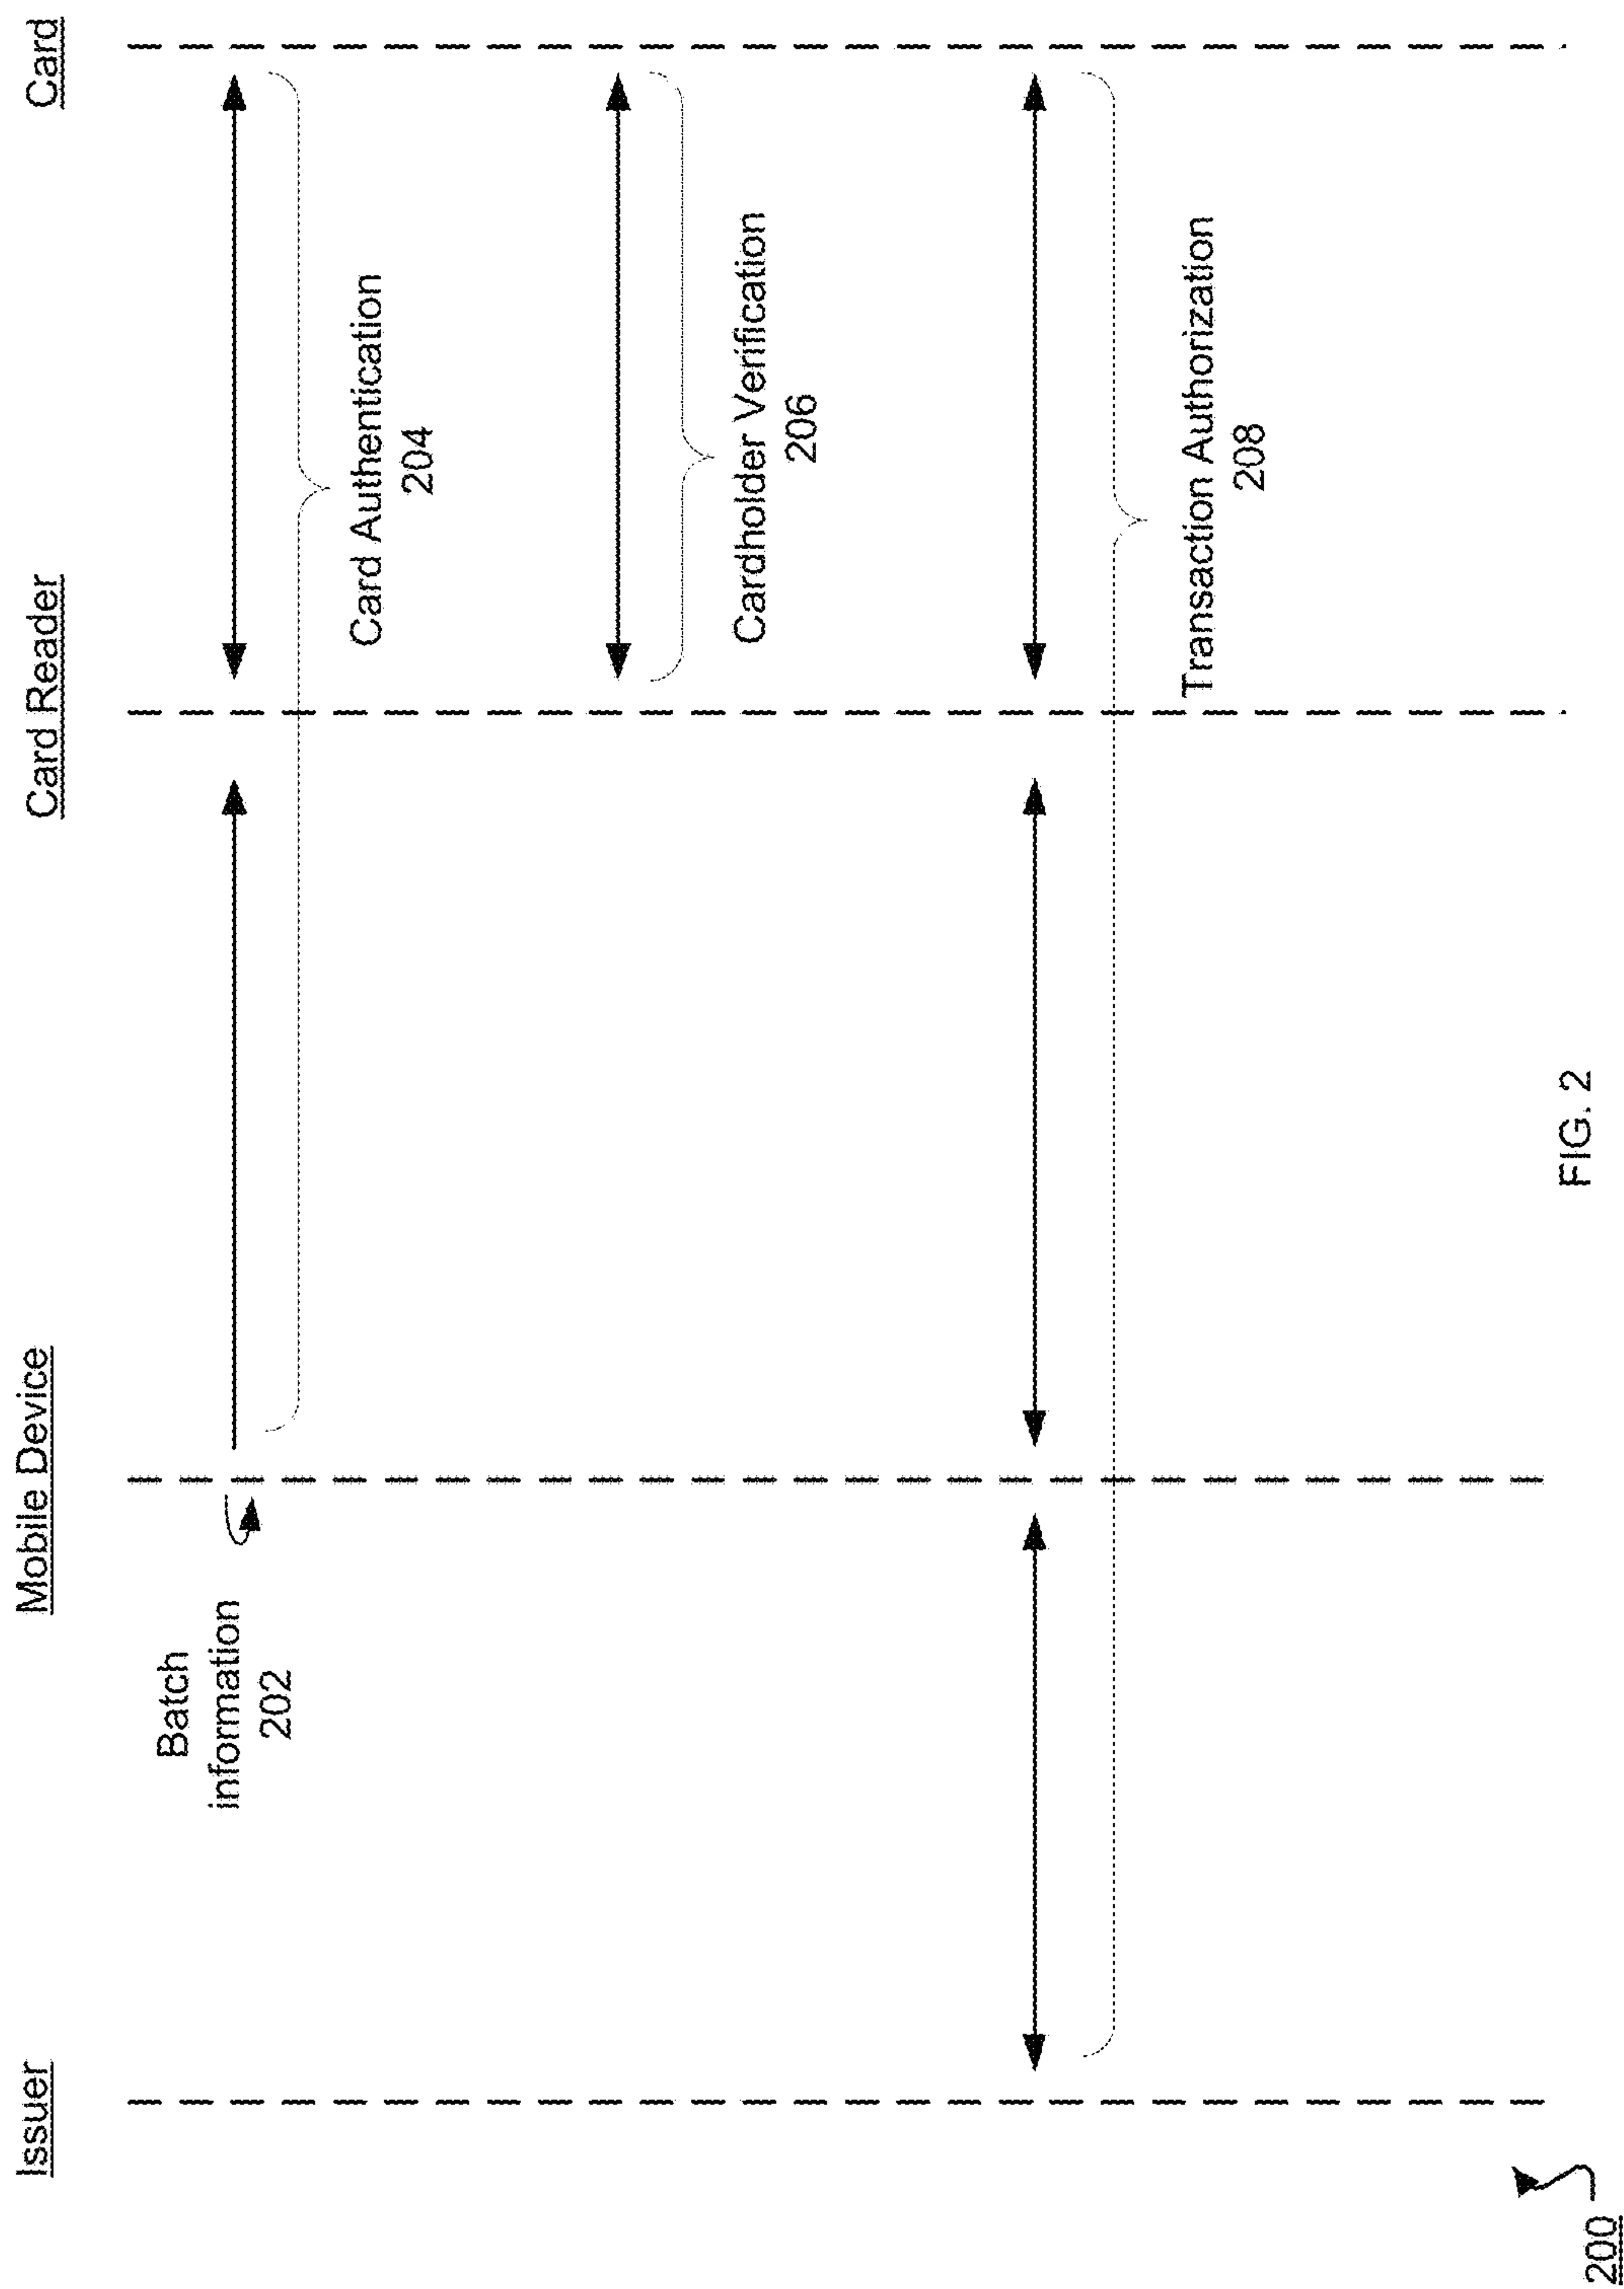 Issuer
Mobile Device
Card Reader
Card
Batch
information
202
Card Authentication
204
Cardholder Verification
206
Transaction Authorization
208
FIG. 2
200